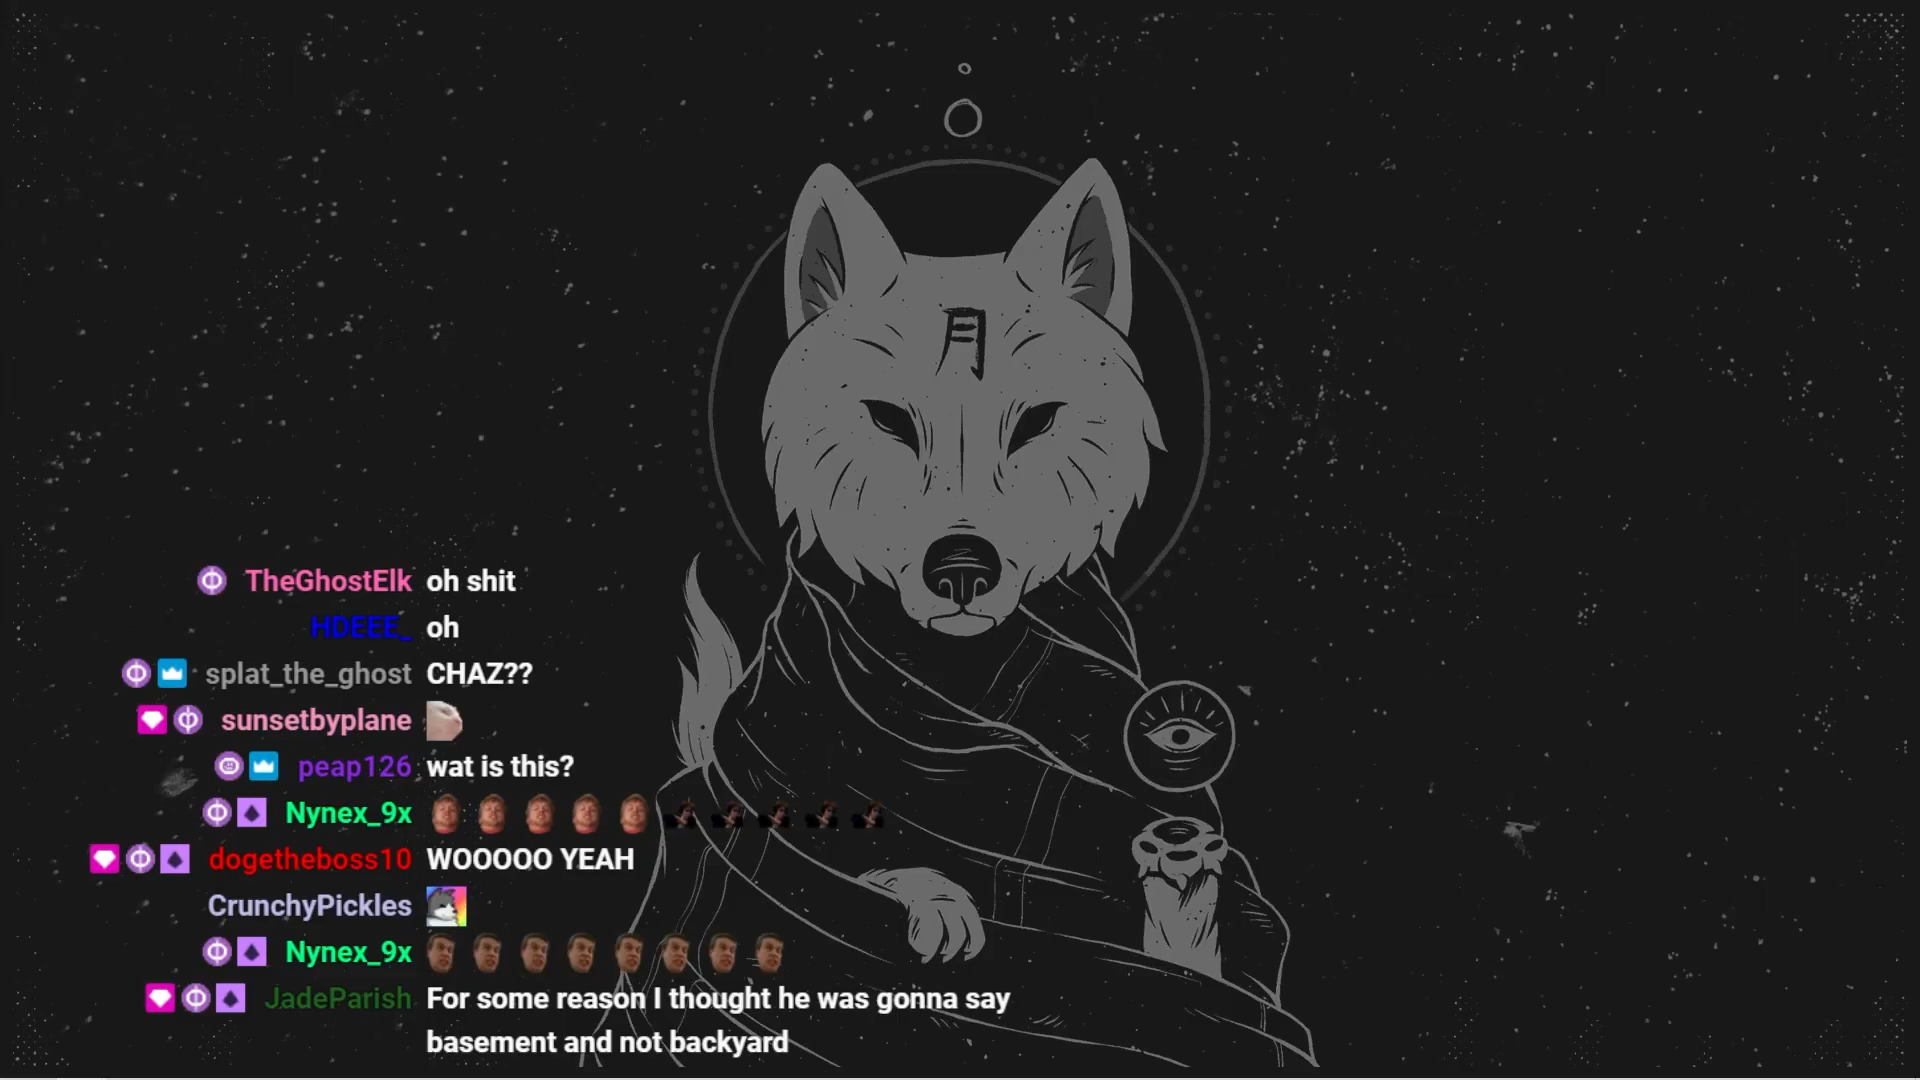 月
TheGhostElk oh shit
HDEEE_ oh
splat_the_ghost CHAZ??
sunsetbyplane
peap126 wat is this?
Nynex_9x
dogetheboss10 WOOOOO YEAH
CrunchyPickles
Nynex_9x
JadeParish For some reason I thought he was gonna say
basement and not backyard